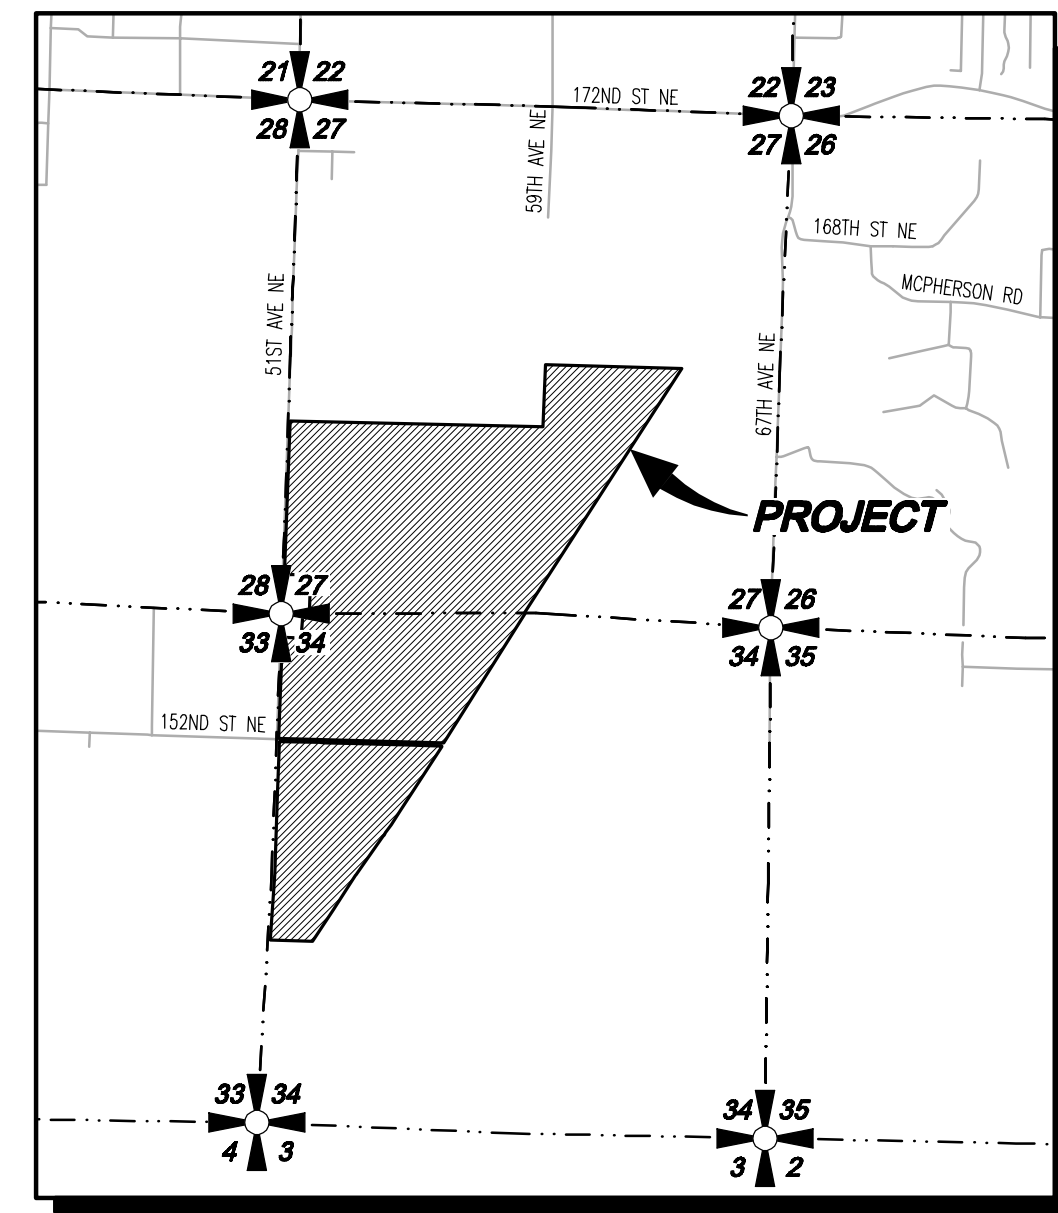 21 22
28 27
172ND ST NE
22 23
27 26
59TH AVE NE
168TH ST NE
MCPHERSON RD
51ST AVE NE
67TH AVE NE
PROJECT
28 27
33 34
27 26
34 35
152ND ST NE
33 34
4 3
34 35
3 2